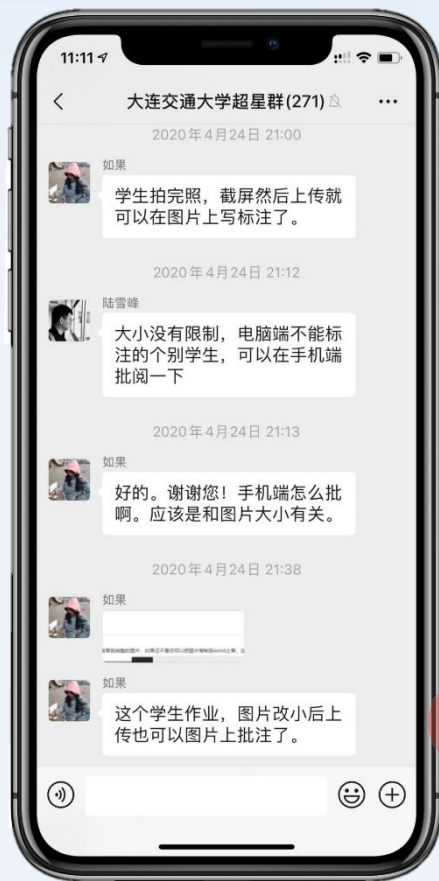 11:11
大连交通大学超星群(271)
2020年4月24日 21:00
如果
学生拍完照，截屏然后上传就
可以在图片上写标注了。
2020年4月24日 21:12
陆雪峰
大小没有限制，电脑端不能标
注的个别学生，可以在手机端
批阅一下
2020年4月24日 21:13
如果
好的。谢谢您！手机端怎么批
啊。应该是和图片大小有关。
2020年4月24日 21:38
如果
如果
这个学生作业，图片改小后上
传也可以图片上批注了。